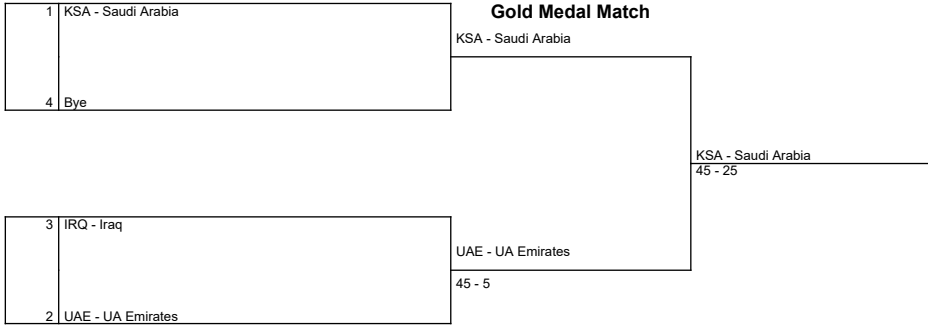 1 KSA - Saudi Arabia
Gold Medal Match
KSA - Saudi Arabia
4 Bye
KSA - Saudi Arabia
45 - 25
3 IRQ - Iraq
UAE - UA Emirates
45 - 5
2 UAE - UA Emirates